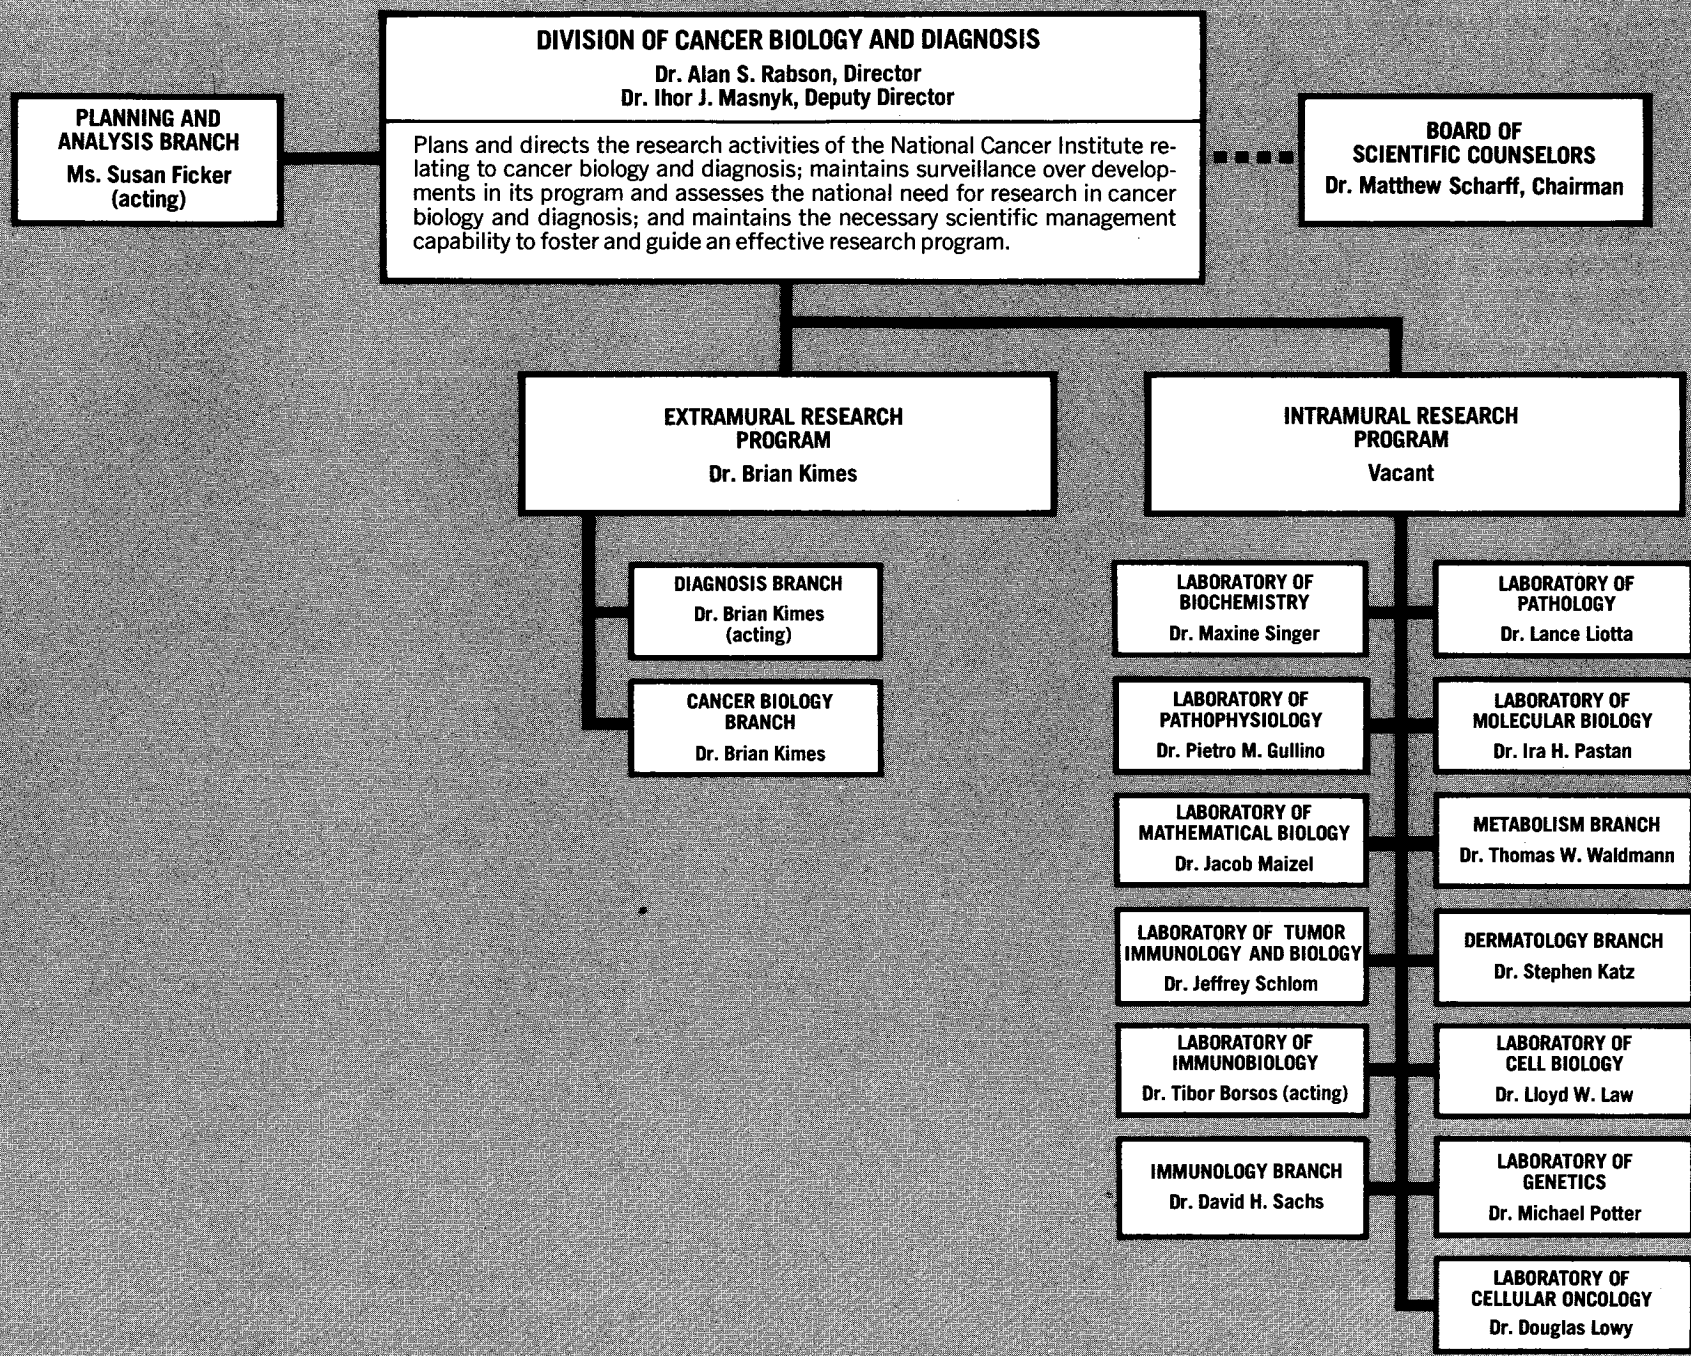 DIVISION OF CANCER BIOLOGY AND DIAGNOSIS
Dr. Alan S. Rabson, Director
Dr. Ihor J. Masnyk, Deputy Director
Plans and directs the research activities of the National Cancer Institute re-
lating to cancer biology and diagnosis; maintains surveillance over develop-
ments in its program and assesses the national need for research in cancer
biology and diagnosis; and maintains the necessary scientific management
capability to foster and guide an effective research program.
PLANNING AND
ANALYSIS BRANCH
Ms. Susan Ficker
(acting)
BOARD OF
SCIENTIFIC COUNSELORS
Dr. Matthew Scharff, Chairman
EXTRAMURAL RESEARCH
PROGRAM
Dr. Brian Kimes
INTRAMURAL RESEARCH
PROGRAM
Vacant
DIAGNOSIS BRANCH
Dr. Brian Kimes
(acting)
CANCER BIOLOGY
BRANCH
Dr. Brian Kimes
LABORATORY OF
BIOCHEMISTRY
Dr. Maxine Singer
LABORATORY OF
PATHOLOGY
Dr. Lance Liotta
LABORATORY OF
PATHOPHYSIOLOGY
Dr. Pietro M. Gullino
LABORATORY OF
MOLECULAR BIOLOGY
Dr. Ira H. Pastan
LABORATORY OF
MATHEMATICAL BIOLOGY
Dr. Jacob Maizel
METABOLISM BRANCH
Dr. Thomas W. Waldmann
LABORATORY OF TUMOR
IMMUNOLOGY AND BIOLOGY
Dr. Jeffrey Schlom
DERMATOLOGY BRANCH
Dr. Stephen Katz
LABORATORY OF
IMMUNOBIOLOGY
Dr. Tibor Borsos (acting)
LABORATORY OF
CELL BIOLOGY
Dr. Lloyd W. Law
IMMUNOLOGY BRANCH
Dr. David H. Sachs
LABORATORY OF
GENETICS
Dr. Michael Potter
LABORATORY OF
CELLULAR ONCOLOGY
Dr. Douglas Lowy